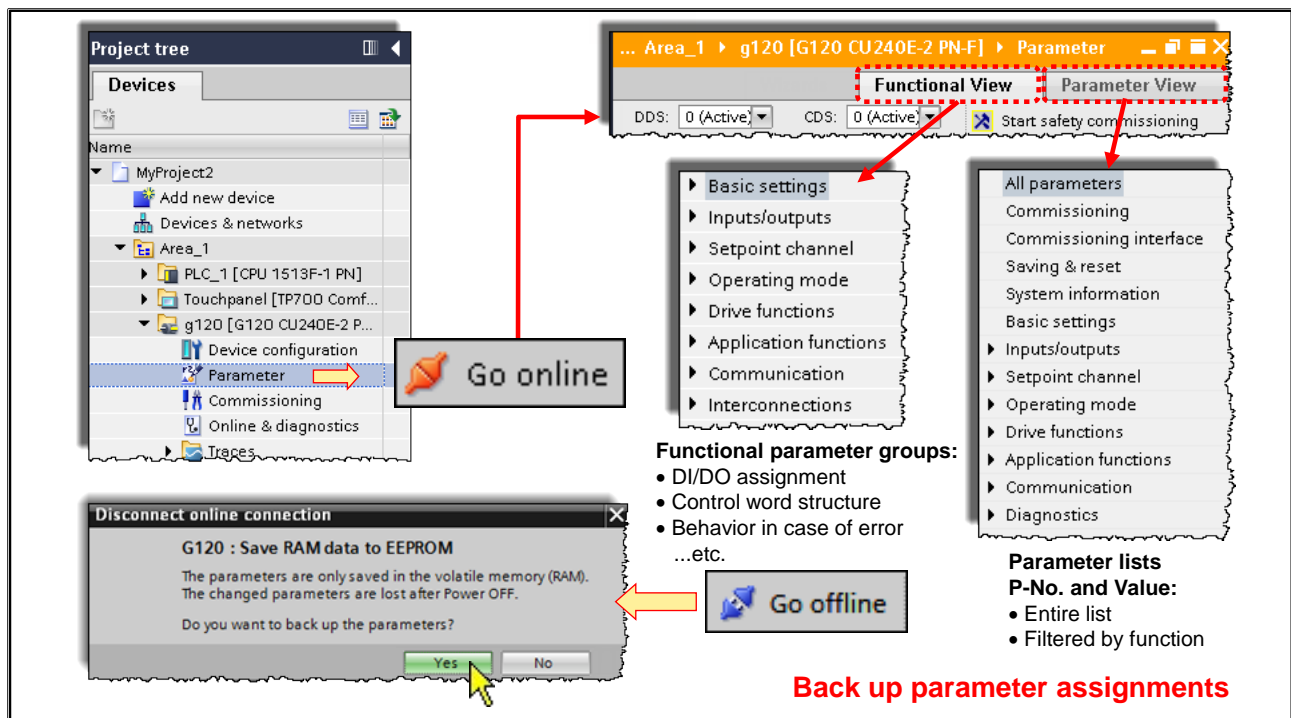 Project tree
Devices
Name
MyProject2
Add new device
Devices & networks
Area_1
PLC_1 [CPU 1513F-1 PN]
Touchpanel [TP700 Comf...
g120 [G120 CU240E-2 P...
Device configuration
Parameter
Commissioning
Online & diagnostics
Traces
Go online
... Area_1 ▸ g120 [G120 CU240E-2 PN-F] ▸ Parameter
Functional View
Parameter View
DDS: 0 (Active) CDS: 0 (Active) Start safety commissioning
Basic settings
Inputs/outputs
Setpoint channel
Operating mode
Drive functions
Application functions
Communication
Interconnections
Functional parameter groups:
• DI/DO assignment
• Control word structure
• Behavior in case of error
...etc.
All parameters
Commissioning
Commissioning interface
Saving & reset
System information
Basic settings
Inputs/outputs
Setpoint channel
Operating mode
Drive functions
Application functions
Communication
Diagnostics
Parameter lists
P-No. and Value:
• Entire list
• Filtered by function
Disconnect online connection
G120 : Save RAM data to EEPROM
The parameters are only saved in the volatile memory (RAM).
The changed parameters are lost after Power OFF.
Do you want to back up the parameters?
Yes No
Go offline
Back up parameter assignments